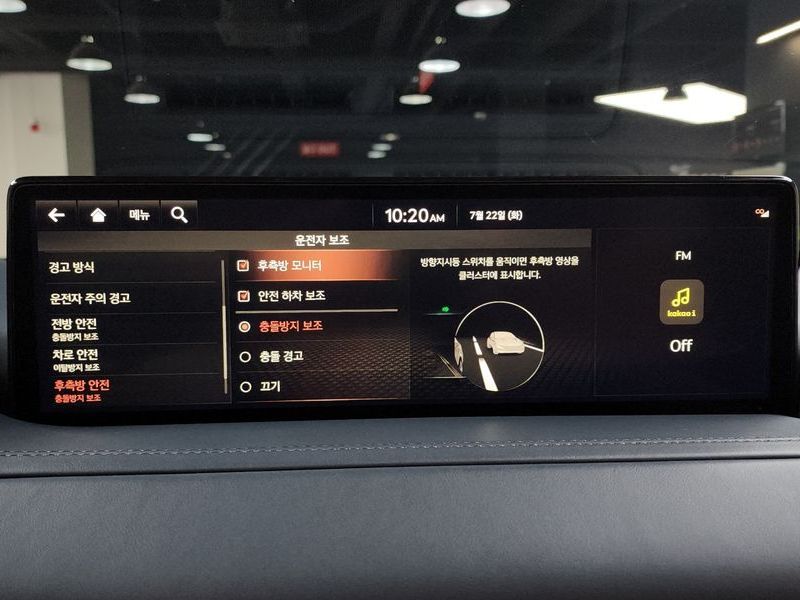 메뉴
10:20 AM
7월 22일 (화)
운전자 보조
경고 방식
운전자 주의 경고
전방 안전
충돌방지 보조
차로 안전
이탈방지 보조
후측방 안전
충돌방지 보조
후측방 모니터
안전 하차 보조
충돌방지 보조
충돌 경고
끄기
방향지시등 스위치를 움직이면 후측방 영상을
클러스터에 표시합니다.
FM
kakao i
Off